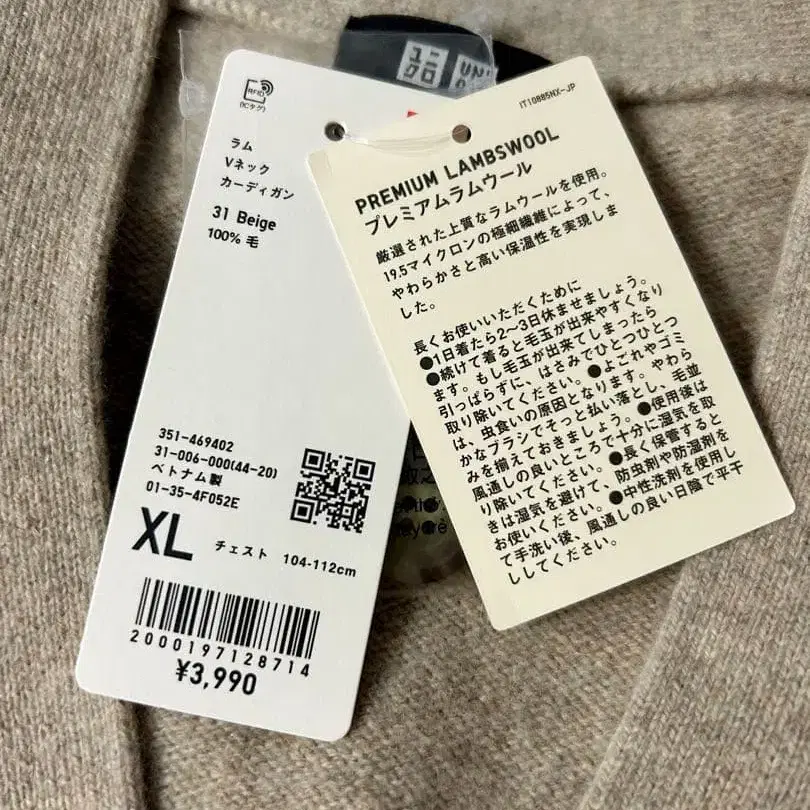 ユニ
クロ
RFID
(ICタグ)
ラム
Vネック
カーディガン
31 Beige
100% 毛
351-469402
31-006-000(44-20)
ベトナム製
01-35-4F052E
XL チェスト 104-112cm
2000197128714
¥3,990
IT10885NX-JP
PREMIUM LAMBSWOOL
プレミアムラムウール
厳選された上質なラムウールを使用。
19.5マイクロンの極細繊維によって、
やわらかさと高い保温性を実現しま
した。
長くお使いいただくために
●1日着たら2〜3日休ませましょう。
●続けて着ると毛玉が出来やすくなり
ます。もし毛玉が出来てしまったら
引っぱらずに、はさみでひとつひとつ
取り除いてください。●よごれやゴミ
は、虫食いの原因となります。やわら
かなブラシでそっと払い落とし、毛並
みを揃えておきましょう。●使用後は
風通しの良いところで十分に湿気を取
り除いてください。●長く保管すると
きは湿気を避けて、防虫剤や防湿剤を
お使いください。●中性洗剤を使用し
て手洗い後、風通しの良い日陰で平干
ししてください。